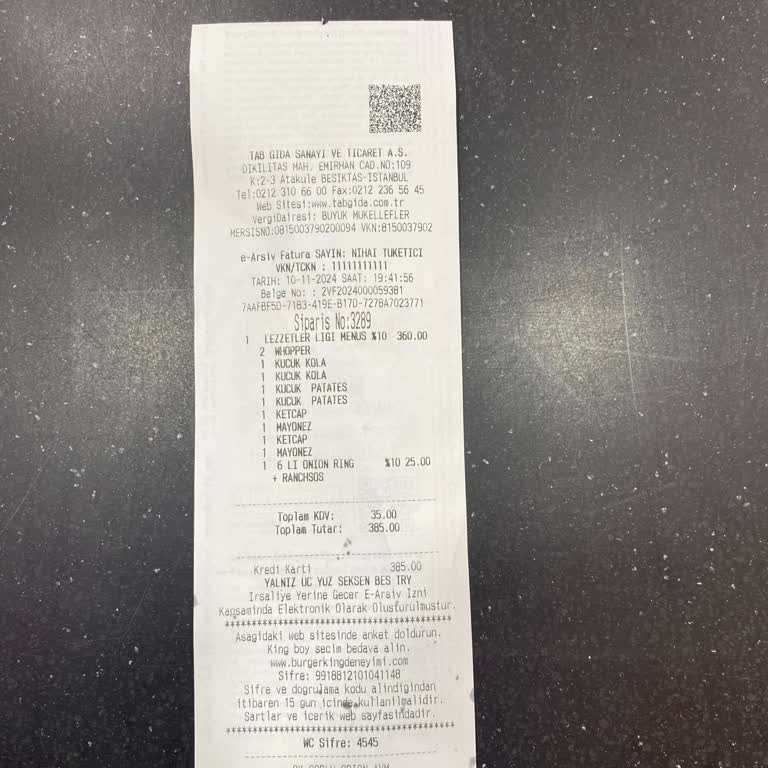 TAB GIDA SANAYI VE TICARET A.S.
DIKILITAS MAH. EMIRHAN CAD.NO:109
K:2-3 Atakule BESIKTAS-ISTANBUL
Tel:0212 310 66 00 Fax:0212 236 56 45
Web Sitesi:www.tabgida.com.tr
VergiDairesi: BUYUK MUKELLEFLER
MERSISNO:0815003790200094 VKN:8150037902
e-Arsiv Fatura SAYIN: NIHAI TUKETICI
VKN/TCKN : 11111111111
TARIH: 10-11-2024 SAAT: 19:41:56
Belge No: : 2VF2024000059381
7AAFBF5D-71B3-419E-B17D-7278A7023771
Siparis No:3289
1 LEZZETLER LIGI MENUS %10 360.00
2 WHOPPER
1 KUCUK KOLA
1 KUCUK KOLA
1 KUCUK PATATES
1 KUCUK PATATES
1 KETCAP
1 MAYONEZ
1 KETCAP
1 MAYONEZ
1 6 LI ONION RING %10 25.00
+ RANCHSOS
Toplam KDV: 35.00
Toplam Tutar: 385.00
Kredi Karti 385.00
YALNIZ UC YUZ SEKSEN BES TRY
Irsaliye Yerine Gecer E-Arsiv Izni
Kapsaminda Elektronik Olarak Olusturulmustur.
****************************************
Asagidaki web sitesinde anket doldurun.
King boy secim bedava alin.
www.burgerkingdeneyimi.com
Sifre: 9918812101041148
Sifre ve dogrulama kodu alindigindan
itibaren 15 gun icinde kullanilmalidir.
Sartlar ve icerik web sayfasindadir.
****************************************
WC Sifre: 4545